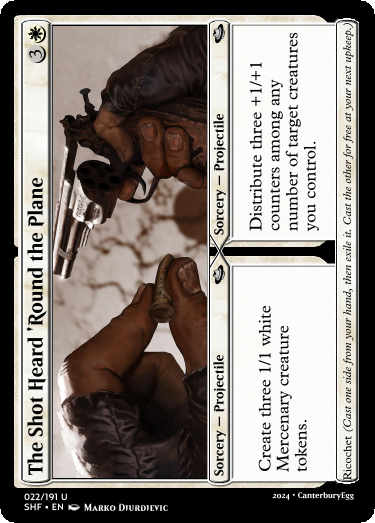 The Shot Heard 'Round the Plane
3
Sorcery — Projectile
Create three 1/1 white
Mercenary creature
tokens.
Sorcery — Projectile
Distribute three +1/+1
counters among any
number of target creatures
you control.
Ricochet (Cast one side from your hand, then exile it. Cast the other for free at your next upkeep.)
022/191 U
SHF • EN Marko Djurdjevic
2024 • CanterburyEgg